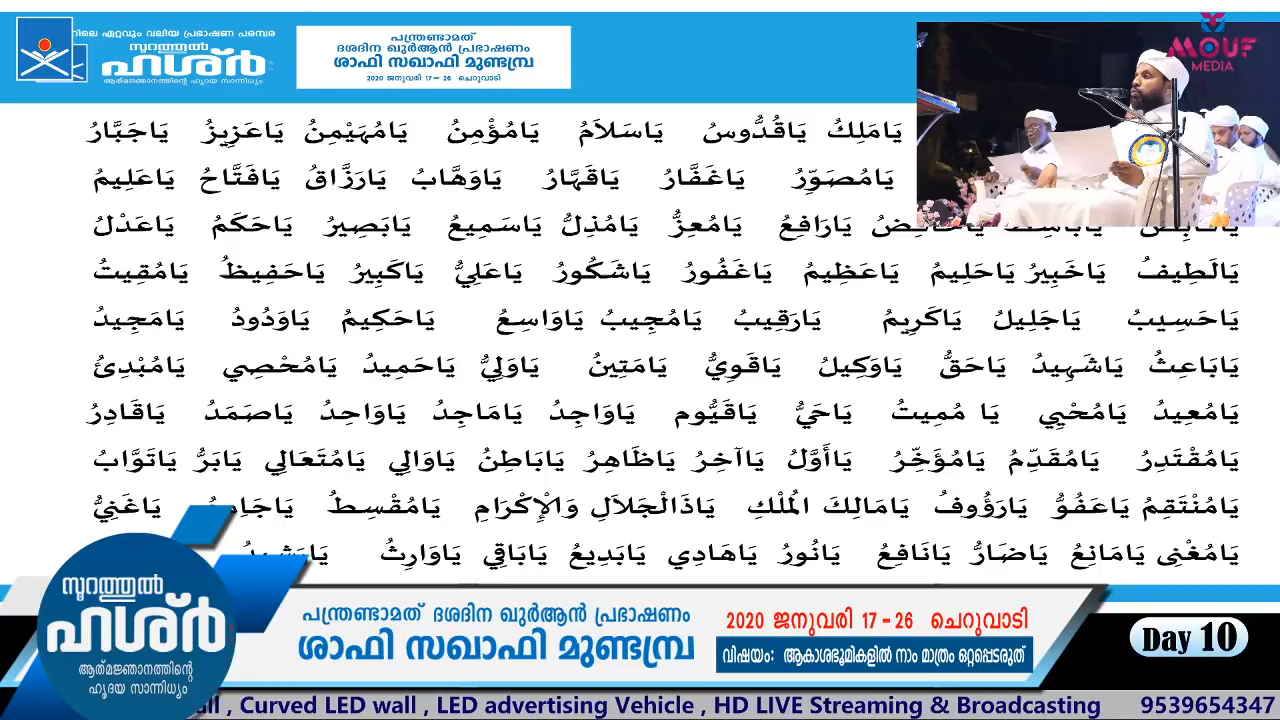 സൂറത്തുൽ
ഹശ്ർ
ആത്മജ്ഞാനത്തിന്റെ ഹൃദയ സാന്നിധ്യം
പന്ത്രണ്ടാമത്
ദശദിന ഖുർആൻ പ്രഭാഷണം
ശാഫി സഖാഫി മുണ്ടമ്പ്ര
2020 ജനുവരി 17 - 26 ചെറുവാടി
MOUF
MEDIA
يَامَلِكُ يَاقُدُّوسُ يَاسَلاَمُ يَامُؤْمِنُ يَامُهَيْمِنُ يَاعَزِيزُ يَاجَبَّارُ
يَامُصَوِّرُ يَاغَفَّارُ يَاقَهَّارُ يَاوَهَّابُ يَارَزَّاقُ يَافَتَّاحُ يَاعَلِيمُ
يَارَافِعُ يَامُعِزُّ يَامُذِلُّ يَاسَمِيعُ يَابَصِيرُ يَاحَكَمُ يَاعَدْلُ
يَالَطِيفُ يَاخَبِيرُ يَاحَلِيمُ يَاعَظِيمُ يَاغَفُورُ يَاشَكُورُ يَاعَلِيُّ يَاكَبِيرُ يَاحَفِيظُ يَامُقِيتُ
يَاحَسِيبُ يَاجَلِيلُ يَاكَرِيمُ يَارَقِيبُ يَامُجِيبُ يَاوَاسِعُ يَاحَكِيمُ يَاوَدُودُ يَامَجِيدُ
يَابَاعِثُ يَاشَهِيدُ يَاحَقُّ يَاوَكِيلُ يَاقَوِيُّ يَامَتِينُ يَاوَلِيُّ يَاحَمِيدُ يَامُحْصِي يَامُبْدِئُ
يَامُعِيدُ يَامُحْيِي يَا مُمِيتُ يَاحَيُّ يَاقَيُّوم يَاوَاجِدُ يَامَاجِدُ يَاوَاحِدُ يَاصَمَدُ يَاقَادِرُ
يَامُقْتَدِرُ يَامُقَدِّمُ يَامُؤَخِّرُ يَاأَوَّلُ يَاآخِرُ يَاظَاهِرُ يَابَاطِنُ يَاوَالِي يَامُتَعَالِي يَابَرُّ يَاتَوَّابُ
يَامُنْتَقِمُ يَاعَفُوُّ يَارَؤُوفُ يَامَالِكَ الْمُلْكِ يَاذَالْجَلاَلِ وَالْإِكْرَامِ يَامُقْسِطُ يَاغَنِيُّ
يَامُغْنِى يَامَانِعُ يَاضَارُّ يَانَافِعُ يَانُورُ يَاهَادِي يَابَدِيعُ يَابَاقِي يَاوَارِثُ
സൂറത്തുൽ
ഹശ്ർ
ആത്മജ്ഞാനത്തിന്റെ
ഹൃദയ സാന്നിധ്യം
പന്ത്രണ്ടാമത് ദശദിന ഖുർആൻ പ്രഭാഷണം
ശാഫി സഖാഫി മുണ്ടമ്പ്ര
2020 ജനുവരി 17 - 26 ചെറുവാടി
വിഷയം: ആകാശഭൂമികളിൽ നാം മാത്രം ഒറ്റപ്പെടരുത്
Day 10
, Curved LED wall , LED advertising Vehicle , HD LIVE Streaming & Broadcasting 9539654347